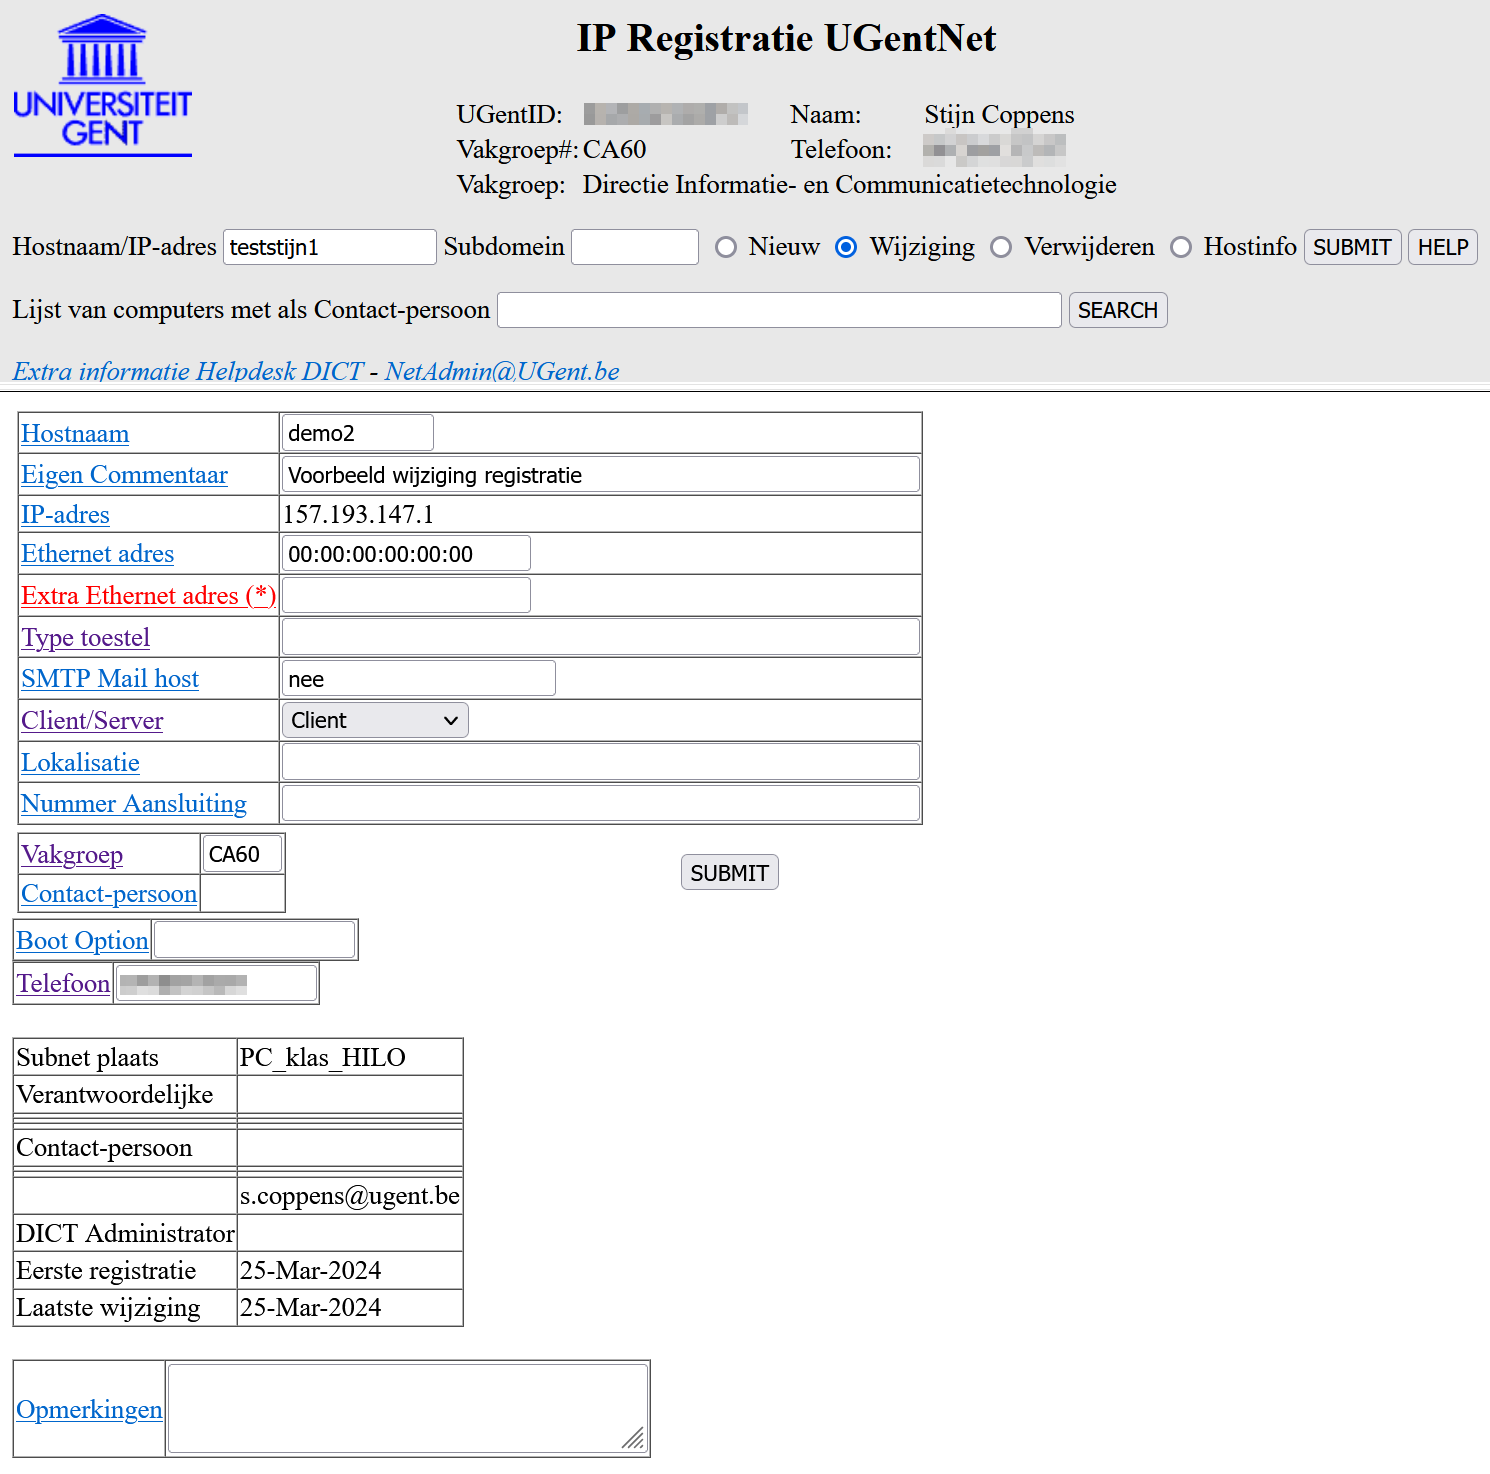 UNIVERSITEIT
GENT
IP Registratie UGentNet
UGentID: Naam: Stijn Coppens
Vakgroep#: CA60 Telefoon:
Vakgroep: Directie Informatie- en Communicatietechnologie
Hostnaam/IP-adres teststijn1 Subdomein Nieuw Wijziging Verwijderen Hostinfo SUBMIT HELP
Lijst van computers met als Contact-persoon SEARCH
Extra informatie Helpdesk DICT - NetAdmin@UGent.be
Hostnaam demo2
Eigen Commentaar Voorbeeld wijziging registratie
IP-adres 157.193.147.1
Ethernet adres 00:00:00:00:00:00
Extra Ethernet adres (*)
Type toestel
SMTP Mail host nee
Client/Server Client
Lokalisatie
Nummer Aansluiting
Vakgroep CA60
SUBMIT
Contact-persoon
Boot Option
Telefoon
Subnet plaats PC_klas_HILO
Verantwoordelijke
Contact-persoon
s.coppens@ugent.be
DICT Administrator
Eerste registratie 25-Mar-2024
Laatste wijziging 25-Mar-2024
Opmerkingen